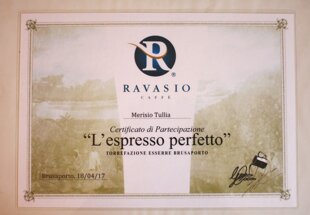 R ®
RAVASIO
CAFFÈ
Merisio Tullia
Certificato di Partecipazione
"L'espresso perfetto"
TORREFAZIONE ESSERRE BRUSAPORTO
Brusaporto, 18/04/17